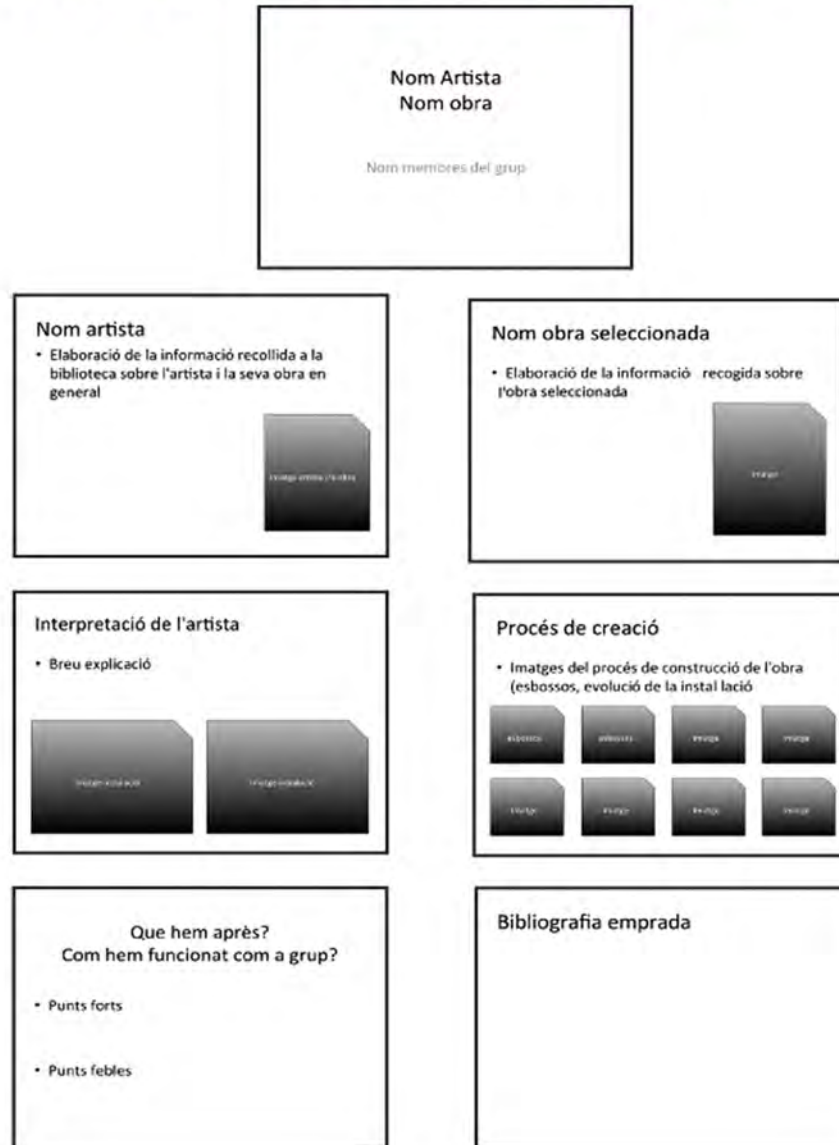 Nom Artista
Nom obra
Nom membres del grup
Nom artista
• Elaboració de la informació recollida a la
biblioteca sobre l'artista i la seva obra en
general
Nom obra seleccionada
• Elaboració de la informació recogida sobre
l'obra seleccionada
Imatge
Interpretació de l'artista
• Breu explicació
Procés de creació
• Imatges del procés de construcció de l'obra
(esbossos, evolució de la instal lació
esbossos
esbossos
Imatge
Imatge
Imatge
Imatge
Imatge
Imatge
Que hem après?
Com hem funcionat com a grup?
• Punts forts
• Punts febles
Bibliografia emprada